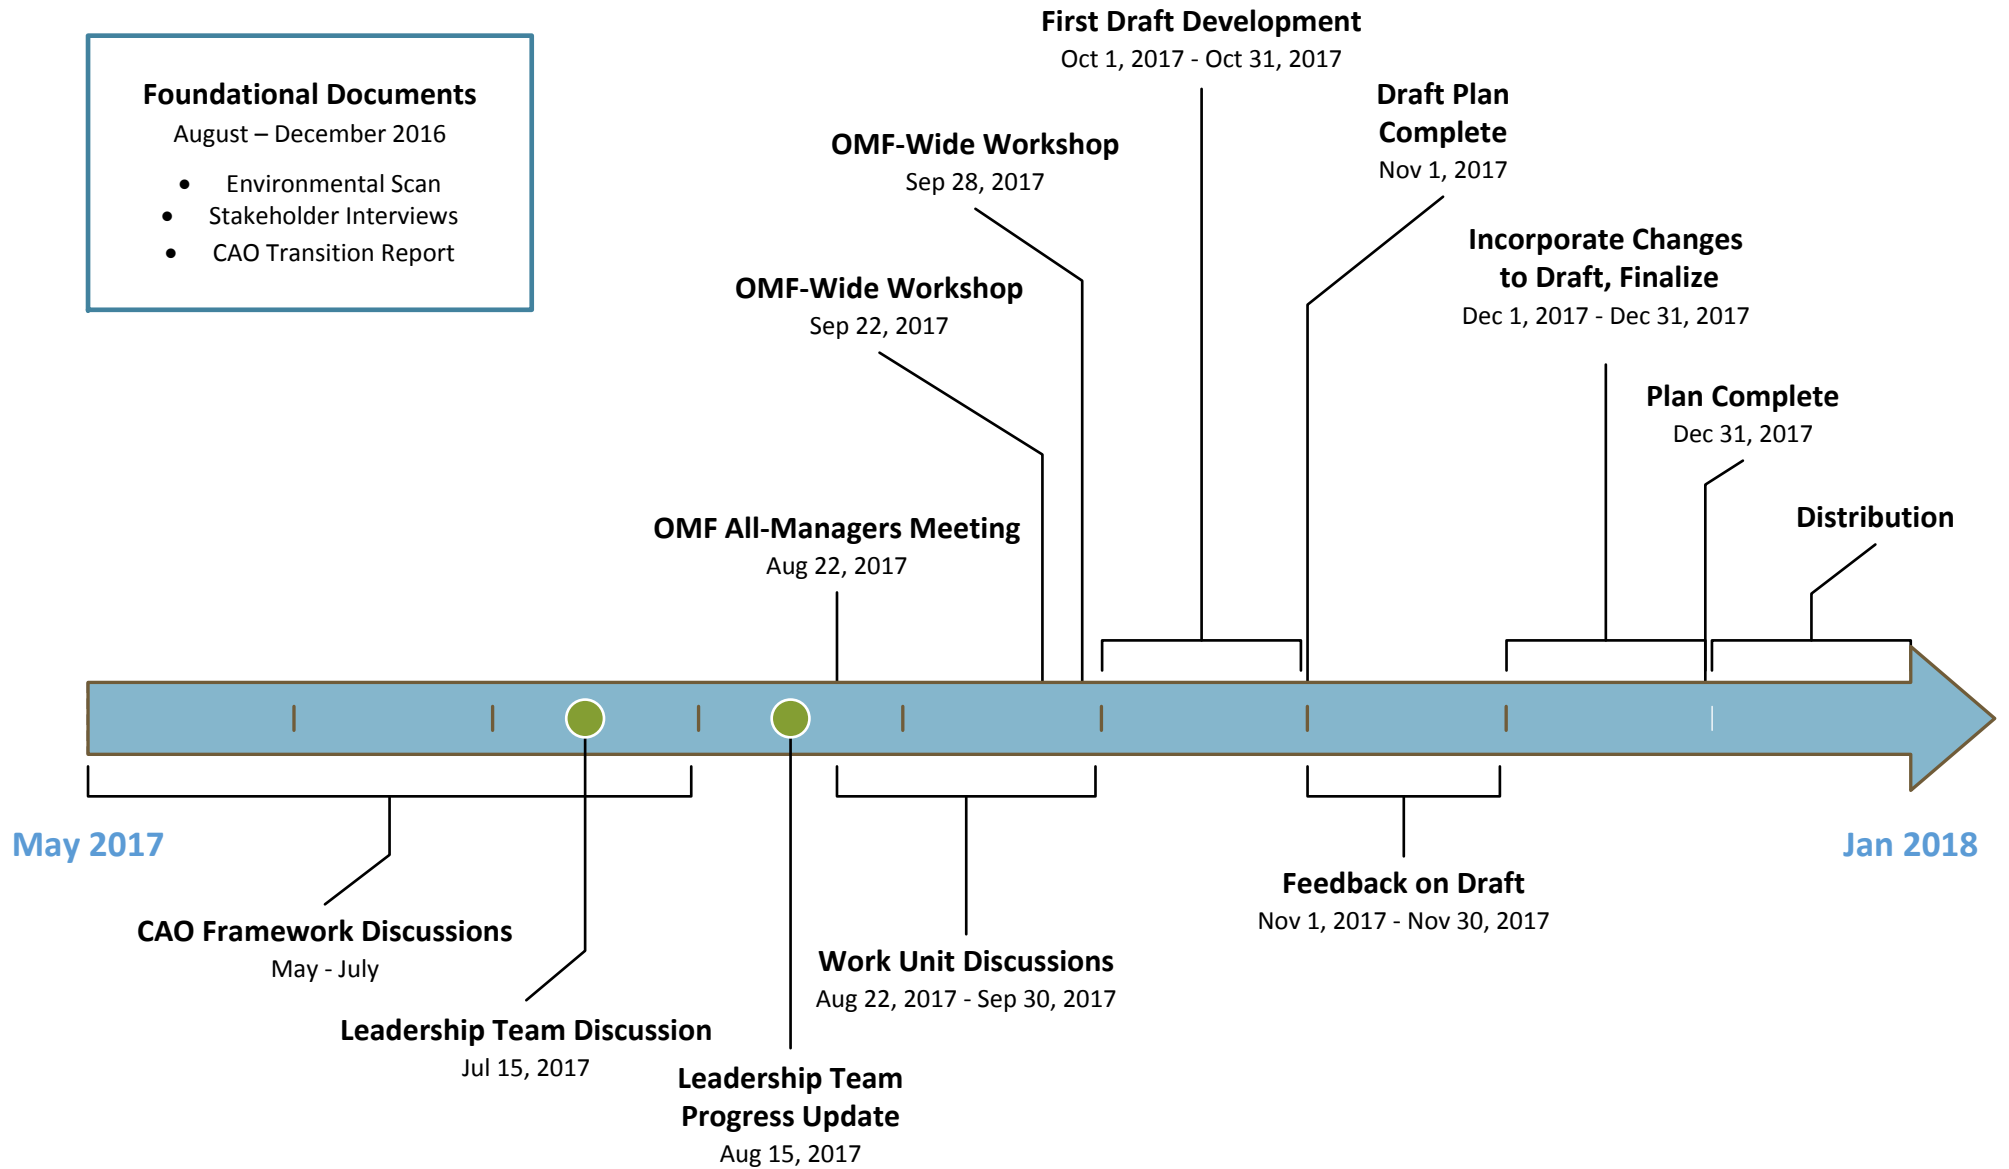 First Draft Development
Oct 1, 2017 - Oct 31, 2017
Foundational Documents
August – December 2016
• Environmental Scan
• Stakeholder Interviews
• CAO Transition Report
Draft Plan
Complete
Nov 1, 2017
OMF-Wide Workshop
Sep 28, 2017
Incorporate Changes
to Draft, Finalize
Dec 1, 2017 - Dec 31, 2017
OMF-Wide Workshop
Sep 22, 2017
Plan Complete
Dec 31, 2017
OMF All-Managers Meeting
Aug 22, 2017
Distribution
May 2017
Jan 2018
CAO Framework Discussions
May - July
Leadership Team Discussion
Jul 15, 2017
Leadership Team
Progress Update
Aug 15, 2017
Work Unit Discussions
Aug 22, 2017 - Sep 30, 2017
Feedback on Draft
Nov 1, 2017 - Nov 30, 2017